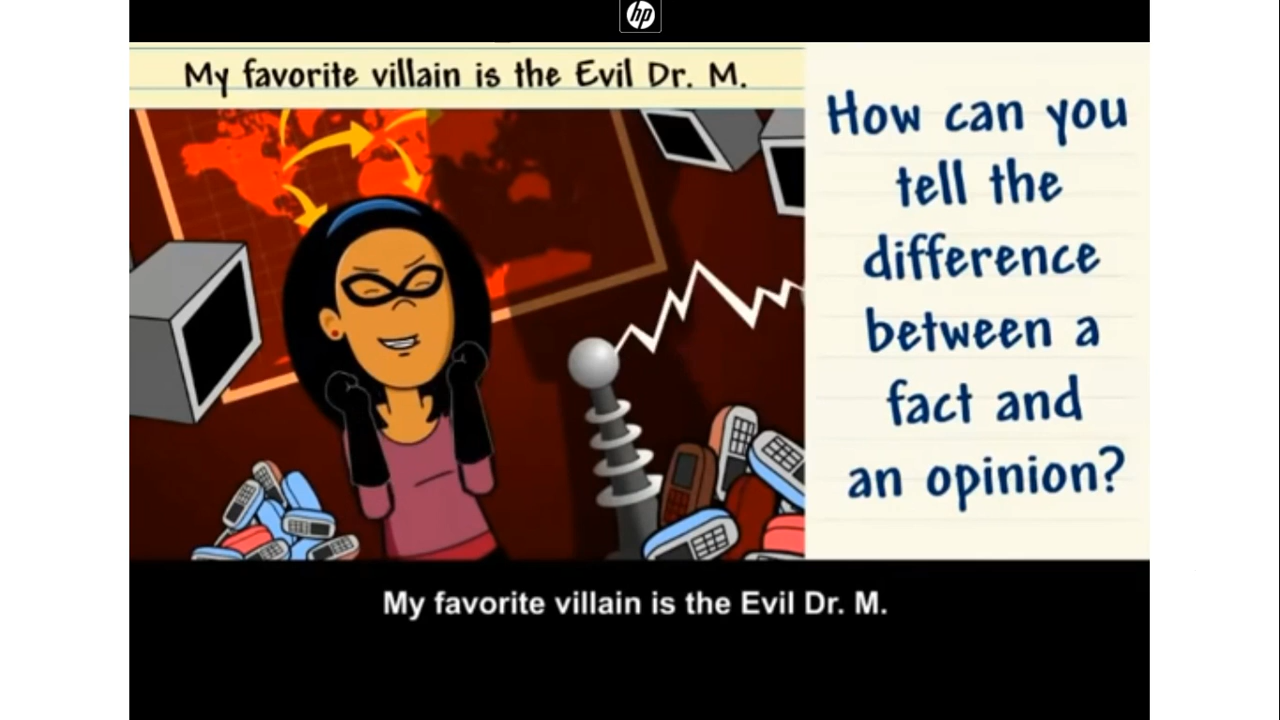 hp
My favorite villain is the Evil Dr. M.
How can you
tell the
difference
between a
fact and
an opinion?
My favorite villain is the Evil Dr. M.